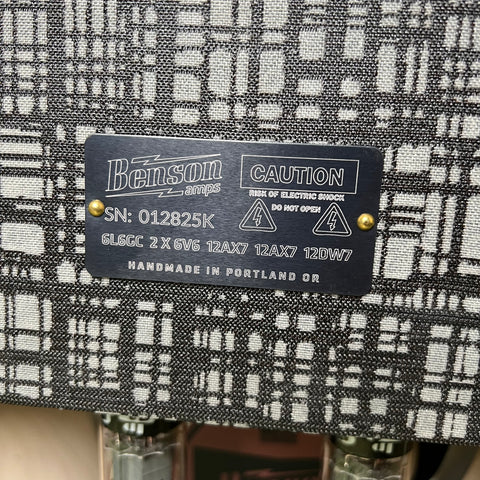 Benson
amps
CAUTION
RISK OF ELECTRIC SHOCK
DO NOT OPEN
SN: 012825K
6L6GC 2 X 6V6 12AX7 12AX7 12DW7
HANDMADE IN PORTLAND OR